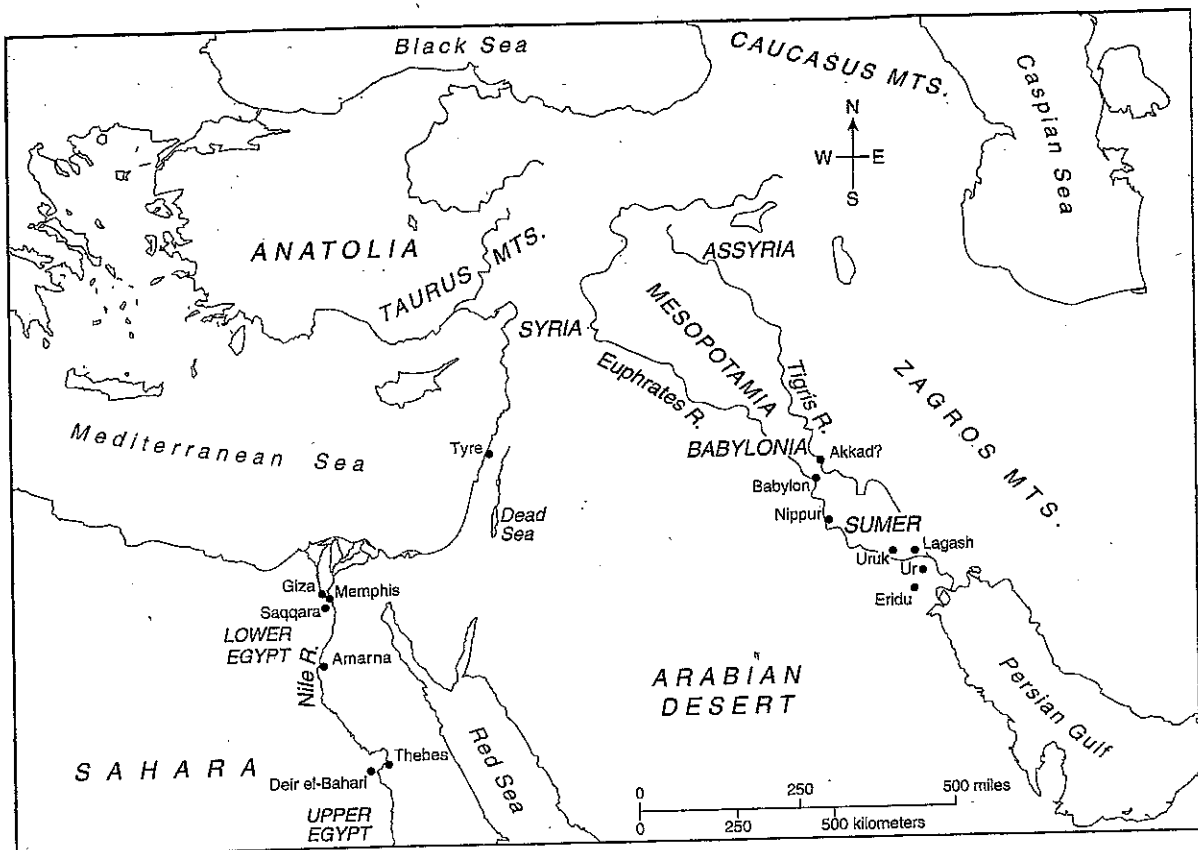 Black Sea
CAUCASUS MTS.
Caspian Sea
N
W E
S
ANATOLIA
TAURUS MTS.
ASSYRIA
SYRIA
MESOPOTAMIA
Euphrates R.
Tigris R.
ZAGROS MTS.
Mediterranean Sea
Tyre
BABYLONIA
Akkad?
Babylon
Dead
Sea
Nippur
SUMER
Uruk
Lagash
Ur
Eridu
Giza
Memphis
Saqqara
LOWER
EGYPT
Nile R.
Amarna
ARABIAN
DESERT
Persian Gulf
Red Sea
SAHARA
Thebes
Deir el-Bahari
UPPER
EGYPT
0 250 500 miles
0 250 500 kilometers